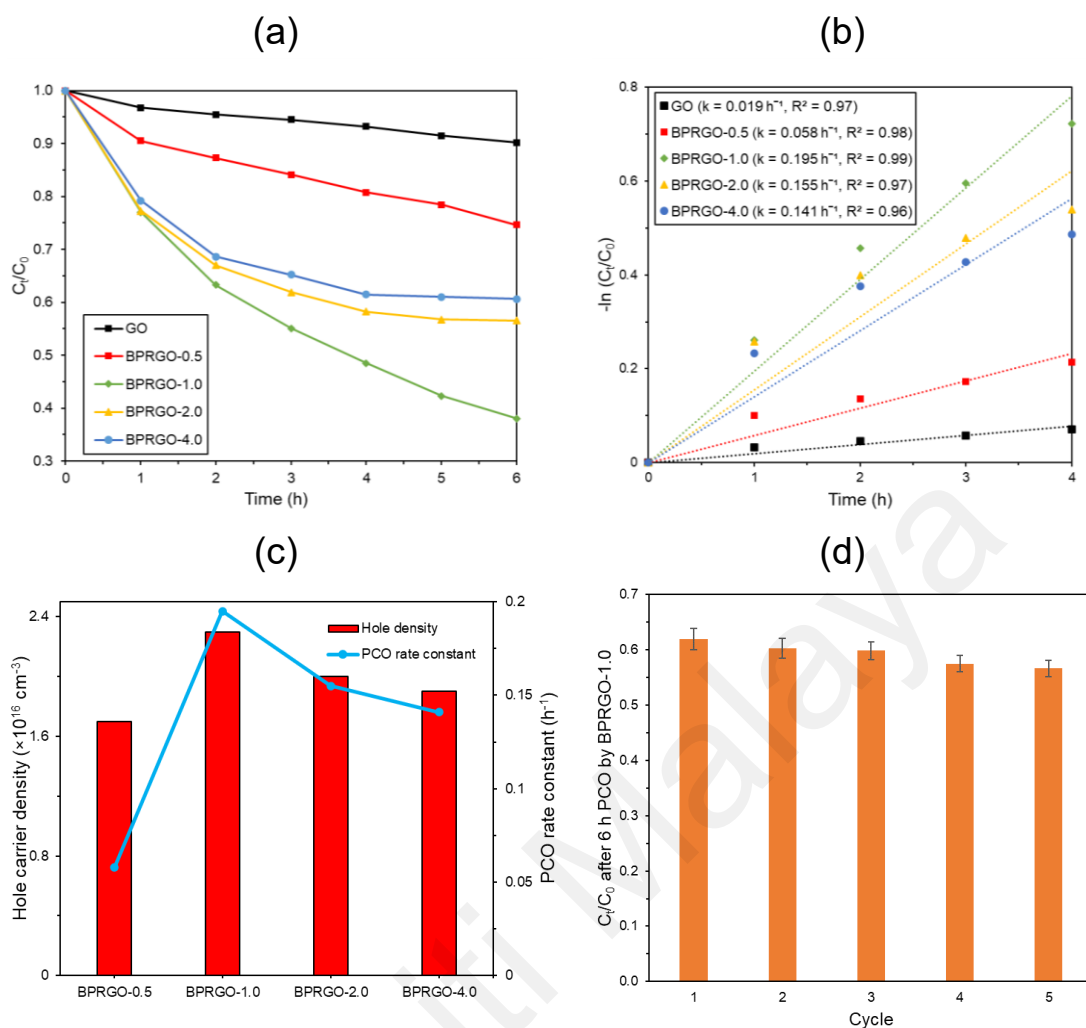 (a)
1.0
0.9
0.8
0.7
0.6
0.5
0.4
0.3
Cₜ/C₀
GO
BPRGO-0.5
BPRGO-1.0
BPRGO-2.0
BPRGO-4.0
0 1 2 3 4 5 6
Time (h)
(b)
0.8
0.6
0.4
0.2
0
-ln (Cₜ/C₀)
GO (k = 0.019 h⁻¹, R² = 0.97)
BPRGO-0.5 (k = 0.058 h⁻¹, R² = 0.98)
BPRGO-1.0 (k = 0.195 h⁻¹, R² = 0.99)
BPRGO-2.0 (k = 0.155 h⁻¹, R² = 0.97)
BPRGO-4.0 (k = 0.141 h⁻¹, R² = 0.96)
0 1 2 3 4
Time (h)
(c)
2.4
1.6
0.8
0
Hole carrier density (×10¹⁶ cm⁻³)
Hole density
PCO rate constant
0.2
0.15
0.1
0.05
0
PCO rate constant (h⁻¹)
BPRGO-0.5 BPRGO-1.0 BPRGO-2.0 BPRGO-4.0
(d)
0.7
0.6
0.5
0.4
0.3
0.2
0.1
0.0
Cₜ/C₀ after 6 h PCO by BPRGO-1.0
1 2 3 4 5
Cycle
lti Malaya